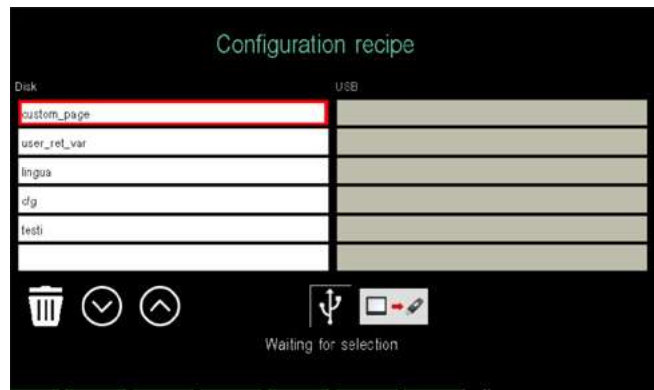 Configuration recipe
Disk USB
custom_page
user_ret_var
lingua
cfg
testi
Waiting for selection